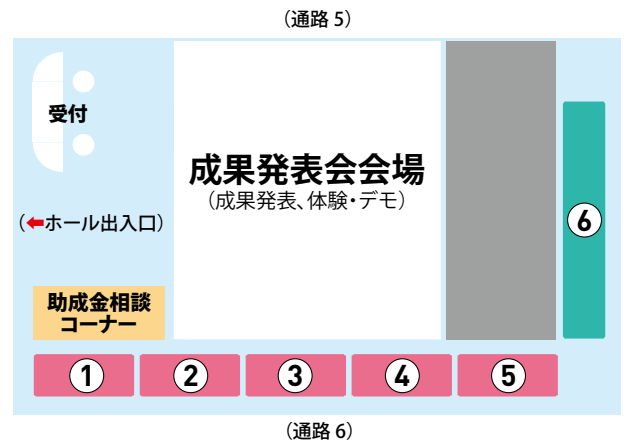 （通路 5）
受付
成果発表会会場
（成果発表、体験・デモ）
（←ホール出入口）
⑥
助成金相談
コーナー
① ② ③ ④ ⑤
（通路 6）